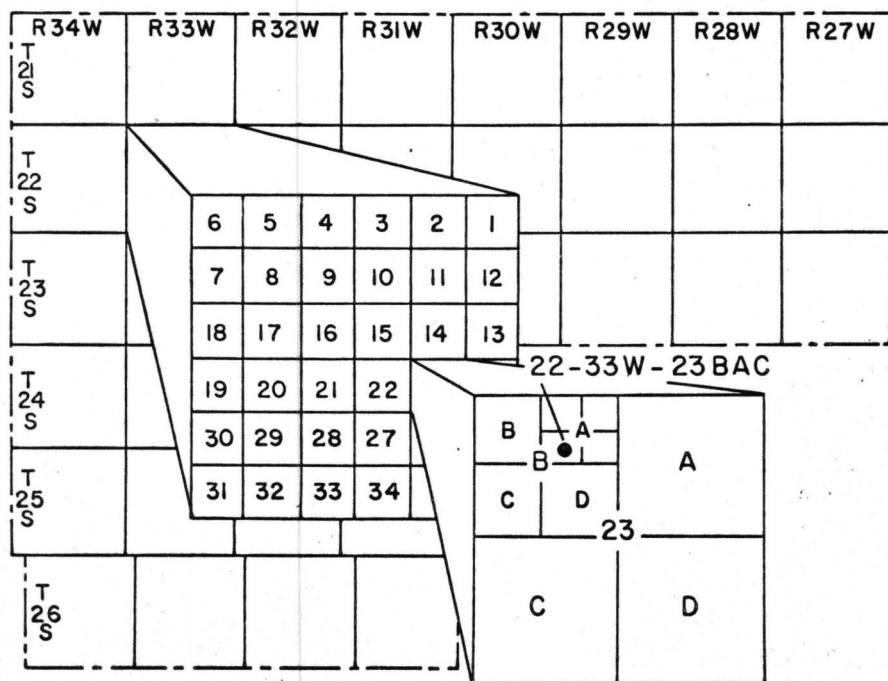 R34W R33W R32W R31W R30W R29W R28W R27W
T
21
S
T
22
S
T
23
S
T
24
S
T
25
S
T
26
S
6 5 4 3 2 1
7 8 9 10 11 12
18 17 16 15 14 13
19 20 21 22
30 29 28 27
31 32 33 34
22-33W-23BAC
B A
B
A
C D
23
C D